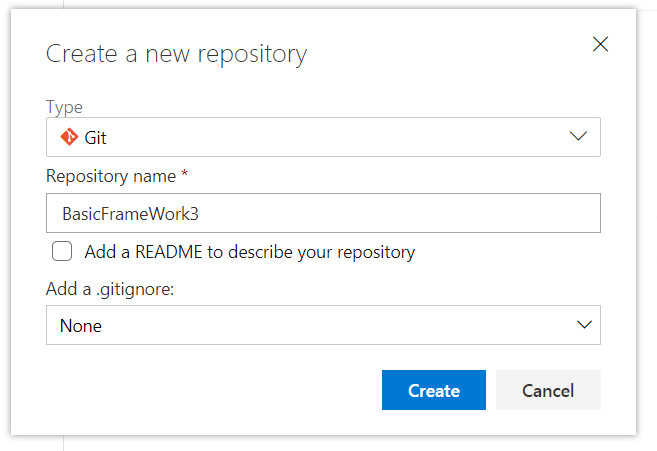 Create a new repository
Type
Git
Repository name *
BasicFrameWork3
Add a README to describe your repository
Add a .gitignore:
None
Create Cancel